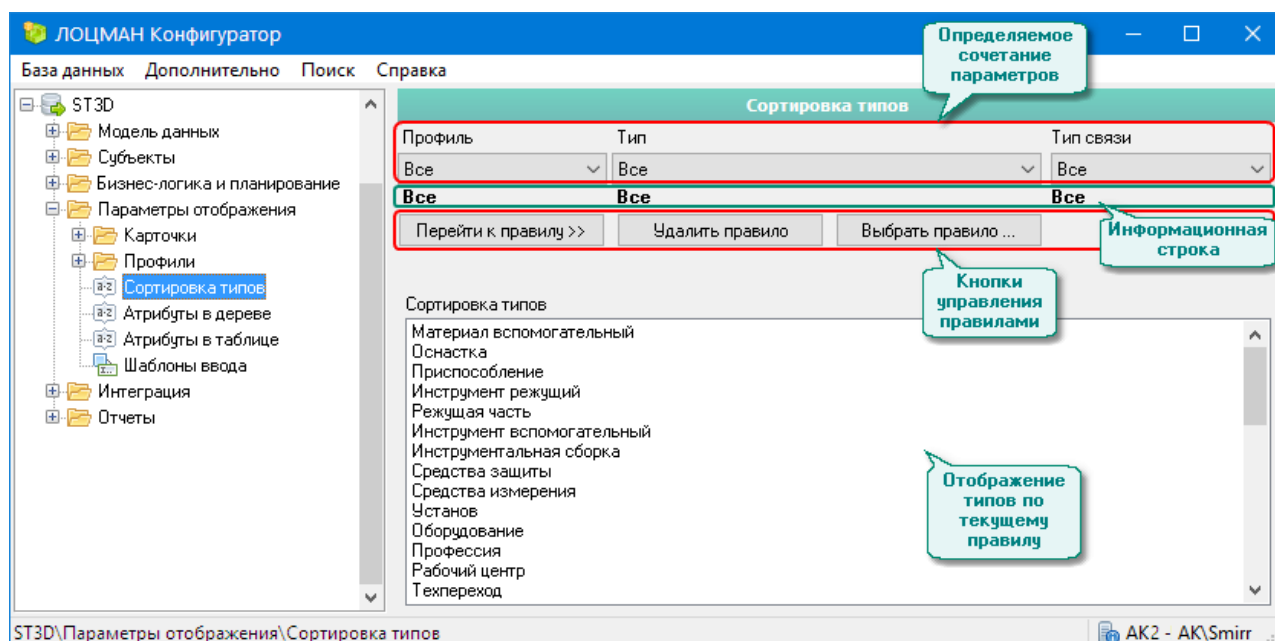 ЛОЦМАН Конфигуратор
База данных Дополнительно Поиск Справка
Определяемое
сочетание
параметров
ST3D
Модель данных
Субъекты
Бизнес-логика и планирование
Параметры отображения
Карточки
Профили
Сортировка типов
Атрибуты в дереве
Атрибуты в таблице
Шаблоны ввода
Интеграция
Отчеты
Сортировка типов
Профиль Тип Тип связи
Все Все Все
Все Все Все
Перейти к правилу >> Удалить правило Выбрать правило ...
Информационная
строка
Кнопки
управления
правилами
Сортировка типов
Материал вспомогательный
Оснастка
Приспособление
Инструмент режущий
Режущая часть
Инструмент вспомогательный
Инструментальная сборка
Средства защиты
Средства измерения
Установ
Оборудование
Профессия
Рабочий центр
Техпереход
Отображение
типов по
текущему
правилу
ST3D\Параметры отображения\Сортировка типов AK2 - AK\Smirr